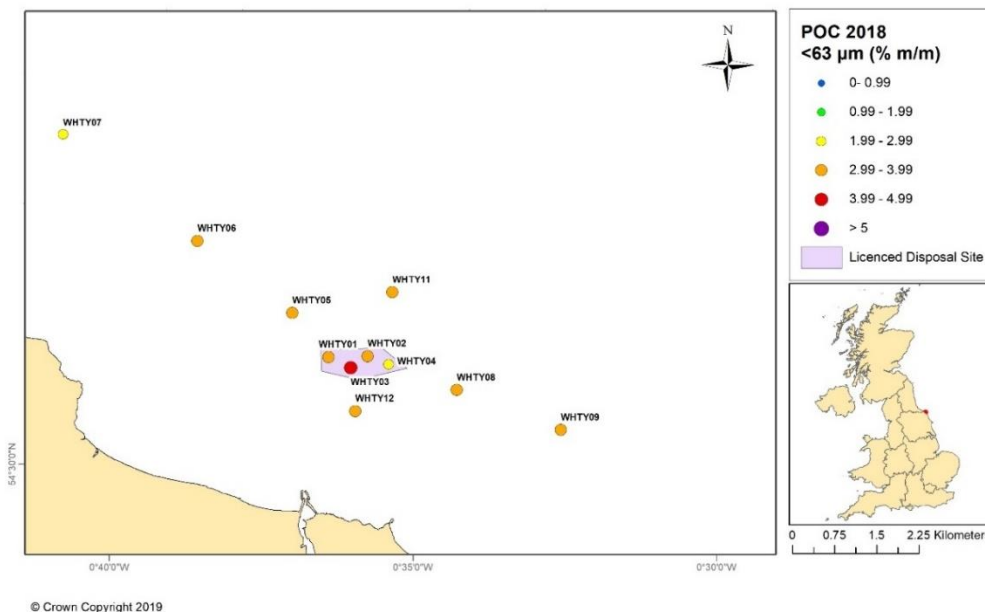 N
WHTY07
WHTY06
WHTY11
WHTY05
WHTY01
WHTY02
WHTY04
WHTY03
WHTY08
WHTY12
WHTY09
54°30'0"N
0°40'0"W
0°35'0"W
0°30'0"W
POC 2018
<63 µm (% m/m)
0- 0.99
0.99 - 1.99
1.99 - 2.99
2.99 - 3.99
3.99 - 4.99
> 5
Licenced Disposal Site
0 0.75 1.5 2.25 Kilometer
© Crown Copyright 2019